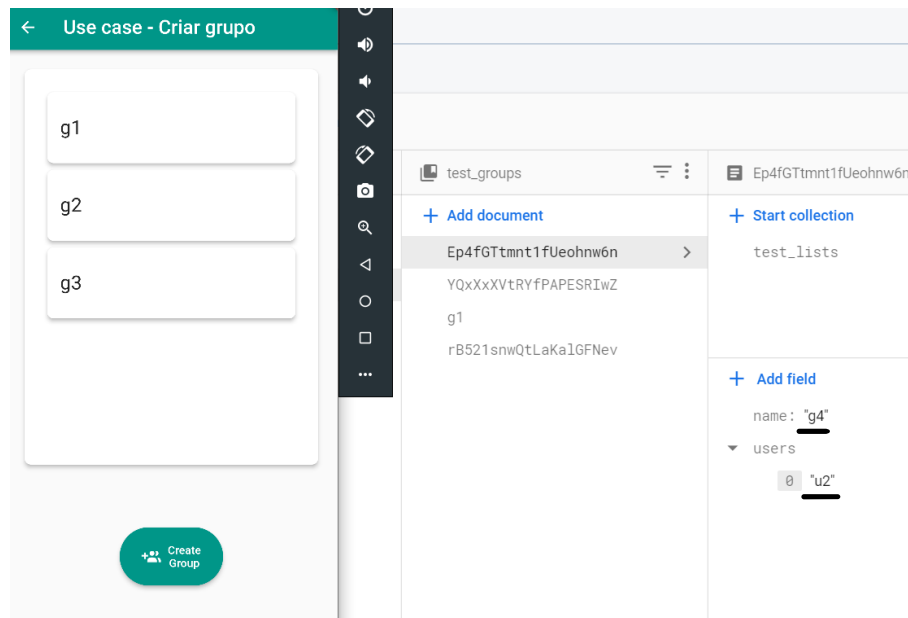 Use case - Criar grupo
g1
g2
g3
Create
Group
test_groups
Add document
Ep4fGTtmnt1fUeohnw6n
YQxXxXVtRYfPAPESRIwZ
g1
rB521snwQtLaKalGFNev
Ep4fGTtmnt1fUeohnw6n
Start collection
test_lists
Add field
name: "g4"
users
0 "u2"